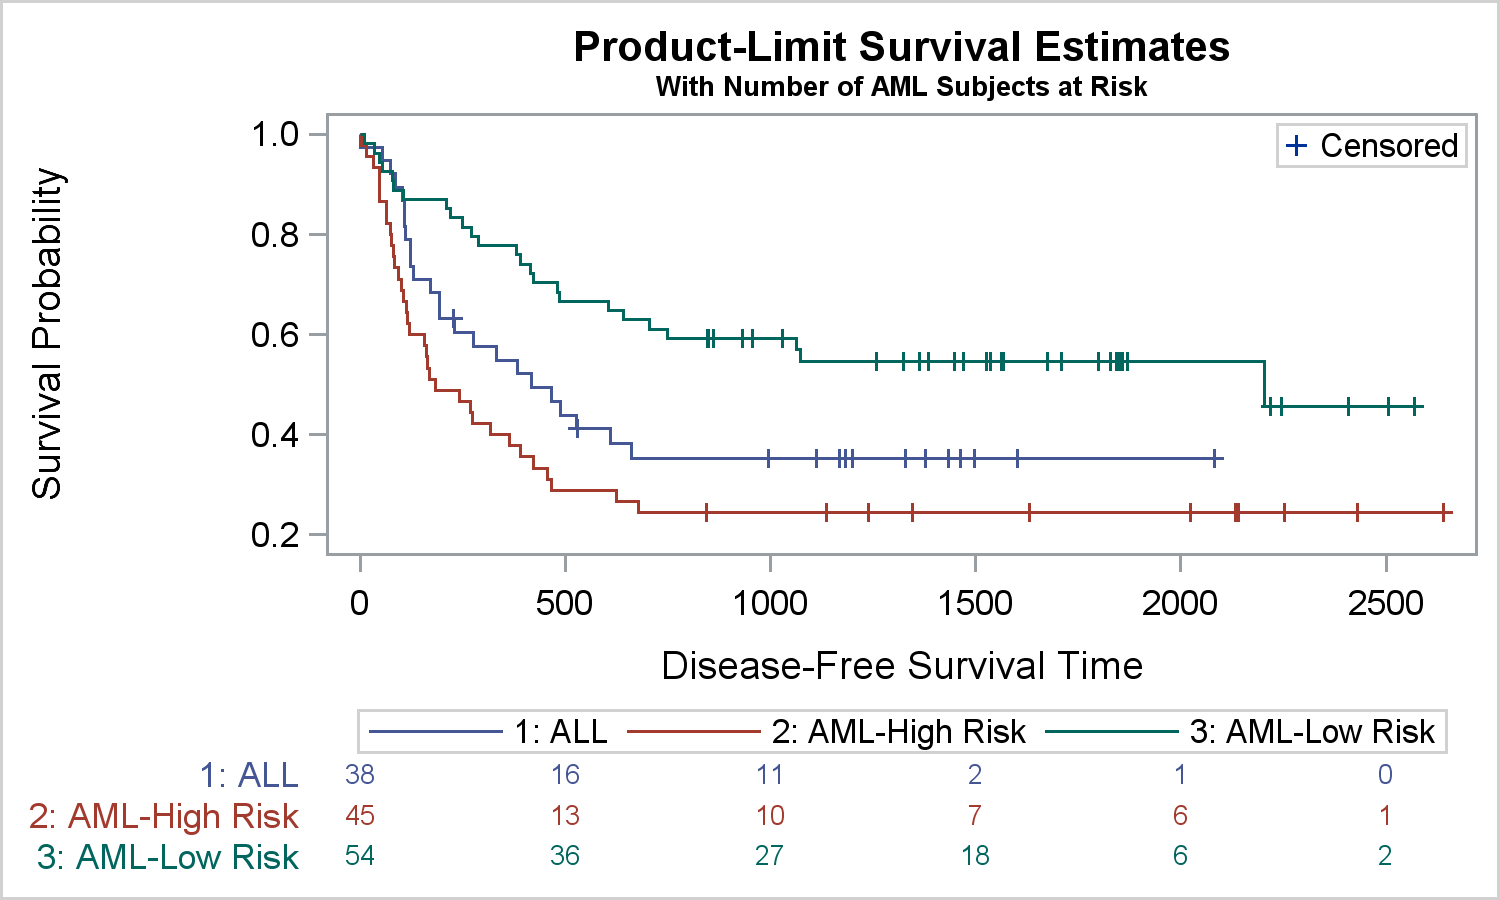 Product-Limit Survival Estimates
With Number of AML Subjects at Risk
Censored
Survival Probability
1.0
0.8
0.6
0.4
0.2
0 500 1000 1500 2000 2500
Disease-Free Survival Time
1: ALL 2: AML-High Risk 3: AML-Low Risk
1: ALL 38 16 11 2 1 0
2: AML-High Risk 45 13 10 7 6 1
3: AML-Low Risk 54 36 27 18 6 2